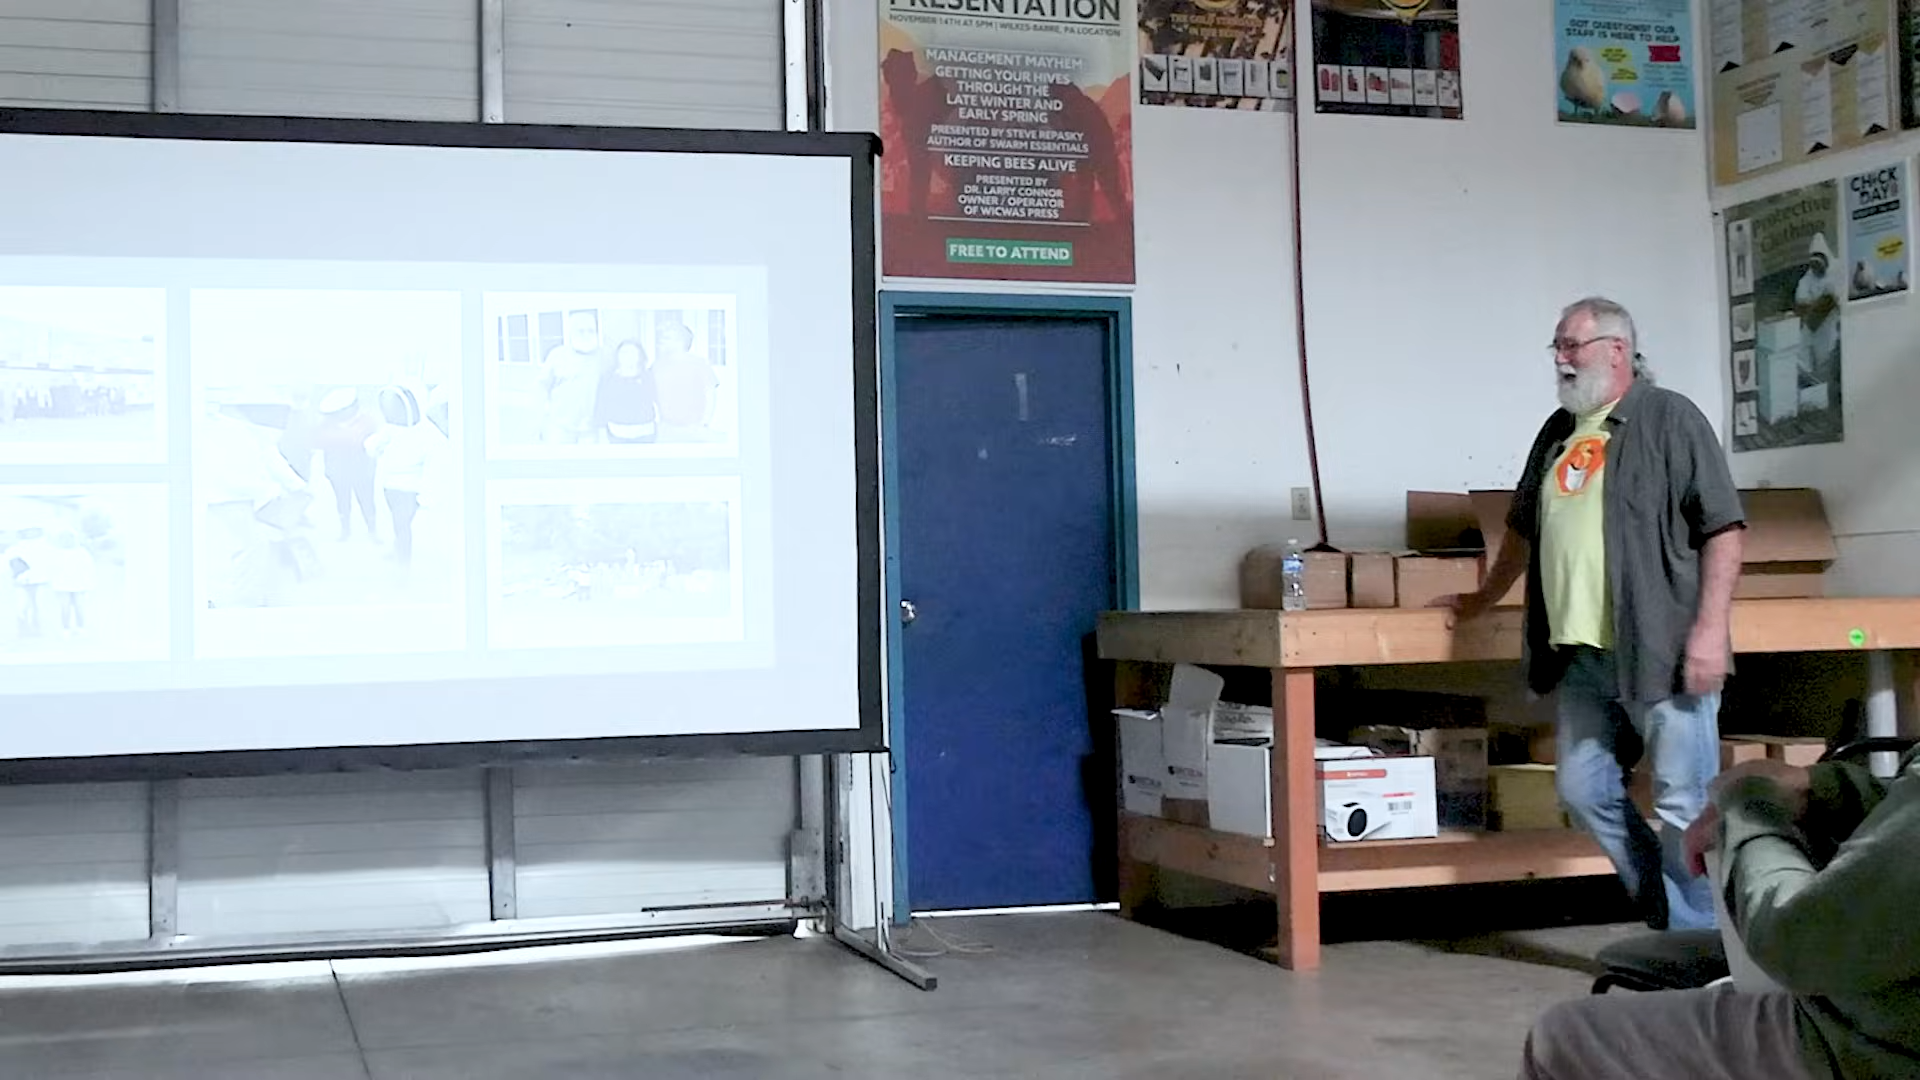 PRESENTATION
NOVEMBER 14TH AT 5PM | WILKES-BARRE, PA LOCATION
MANAGEMENT MAYHEM
GETTING YOUR HIVES
THROUGH THE
LATE WINTER AND
EARLY SPRING
PRESENTED BY STEVE REPASKY
AUTHOR OF SWARM ESSENTIALS
KEEPING BEES ALIVE
PRESENTED BY
DR. LARRY CONNOR
OWNER / OPERATOR
OF WICWAS PRESS
FREE TO ATTEND
THE GOLD STANDARD
GOT QUESTIONS? OUR
STAFF IS HERE TO HELP
CHICK
DAY
Protective
Clothing